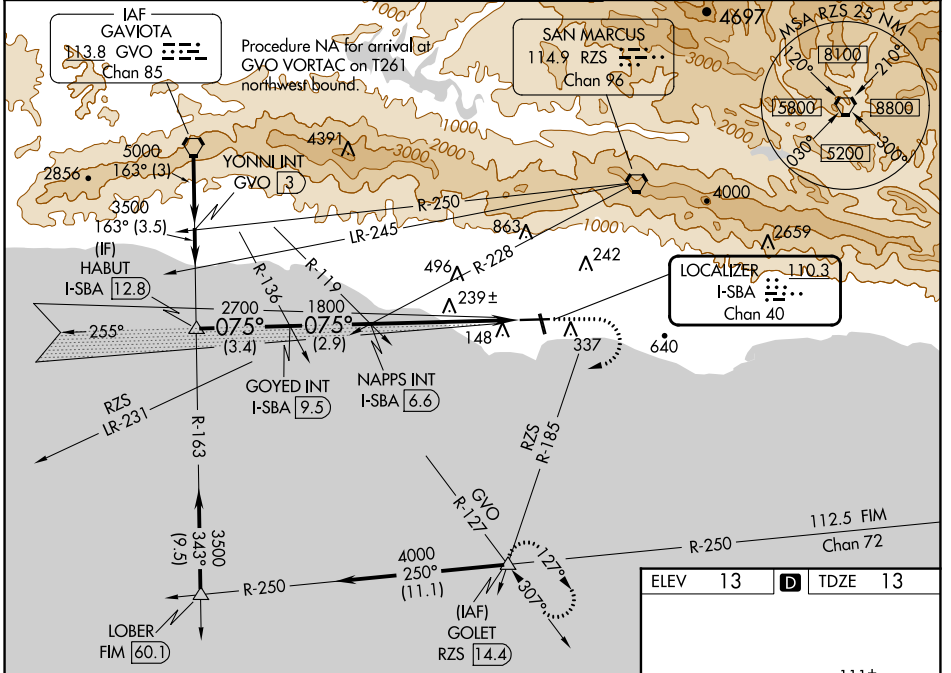 IAF
GAVIOTA
113.8 GVO
Chan 85
Procedure NA for arrival at
GVO VORTAC on T261
northwest bound.
SAN MARCUS
114.9 RZS
Chan 96
4697
MSA RZS 25 NM
120°
8100
210°
5800
8800
030°
5200
300°
1000
2000
4391
3000
2000
1000
5000
163° (3)
2856
YONNI INT
GVO 3
3500
163° (3.5)
R-250
LR-245
4000
1000
863
2659
(IF)
HABUT
I-SBA 12.8
R-136
R-119
496
R-228
242
LOCALIZER 110.3
I-SBA
Chan 40
2700
1800
239±
255°
075°
075°
(3.4)
(2.9)
148
337
640
GOYED INT
I-SBA 9.5
NAPPS INT
I-SBA 6.6
RZS
LR-231
R-163
RZS
R-185
GVO
R-127
112.5 FIM
Chan 72
R-250
3500
343°
(9.5)
4000
250°
(11.1)
R-250
127°
307°
LOBER
FIM 60.1
(IAF)
GOLET
RZS 14.4
ELEV 13
D
TDZE 13
111±